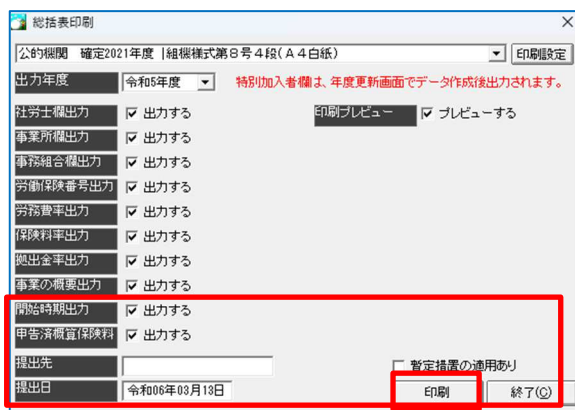 総括表印刷
公的機関 確定2021年度 |組機様式第8号4段(A4白紙) 印刷設定
出力年度 令和5年度 特別加入者欄は、年度更新画面でデータ作成後出力されます。
社労士欄出力 出力する 印刷プレビュー プレビューする
事業所欄出力 出力する
事務組合欄出力 出力する
労働保険番号出力 出力する
労務費率出力 出力する
保険料率出力 出力する
拠出金率出力 出力する
事業の概要出力 出力する
開始時期出力 出力する
申告済概算保険料 出力する
提出先 暫定措置の適用あり
提出日 令和06年03月13日 印刷 終了(C)